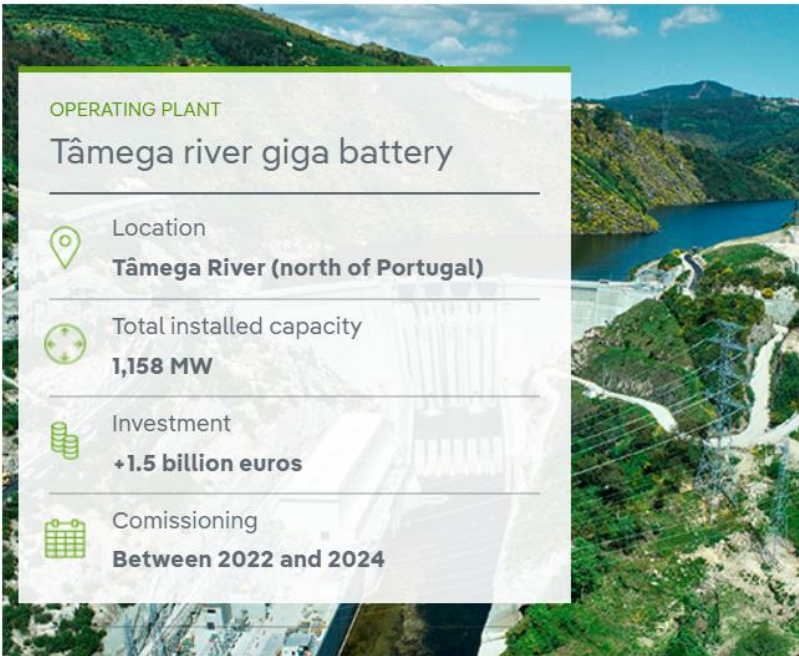 OPERATING PLANT
Tâmega river giga battery
Location
Tâmega River (north of Portugal)
Total installed capacity
1,158 MW
Investment
+1.5 billion euros
Comissioning
Between 2022 and 2024